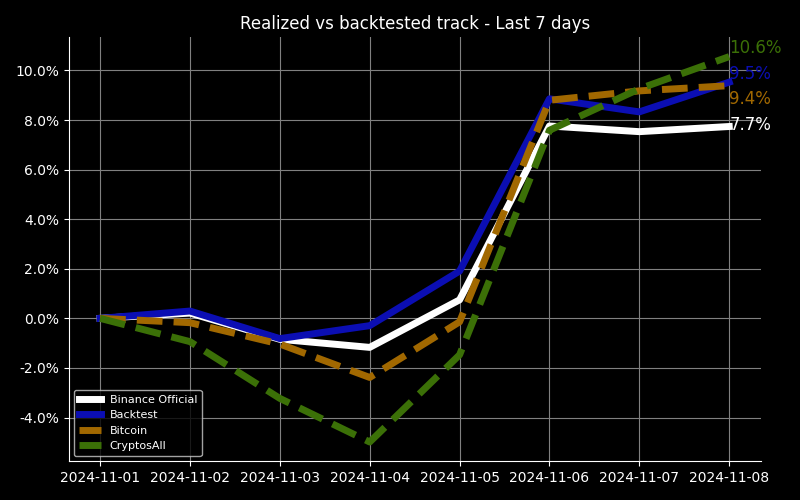 Realized vs backtested track - Last 7 days
10.6%
9.5%
9.4%
7.7%
10.0%
8.0%
6.0%
4.0%
2.0%
0.0%
-2.0%
-4.0%
Binance Official
Backtest
Bitcoin
CryptosAll
2024-11-01 2024-11-02 2024-11-03 2024-11-04 2024-11-05 2024-11-06 2024-11-07 2024-11-08